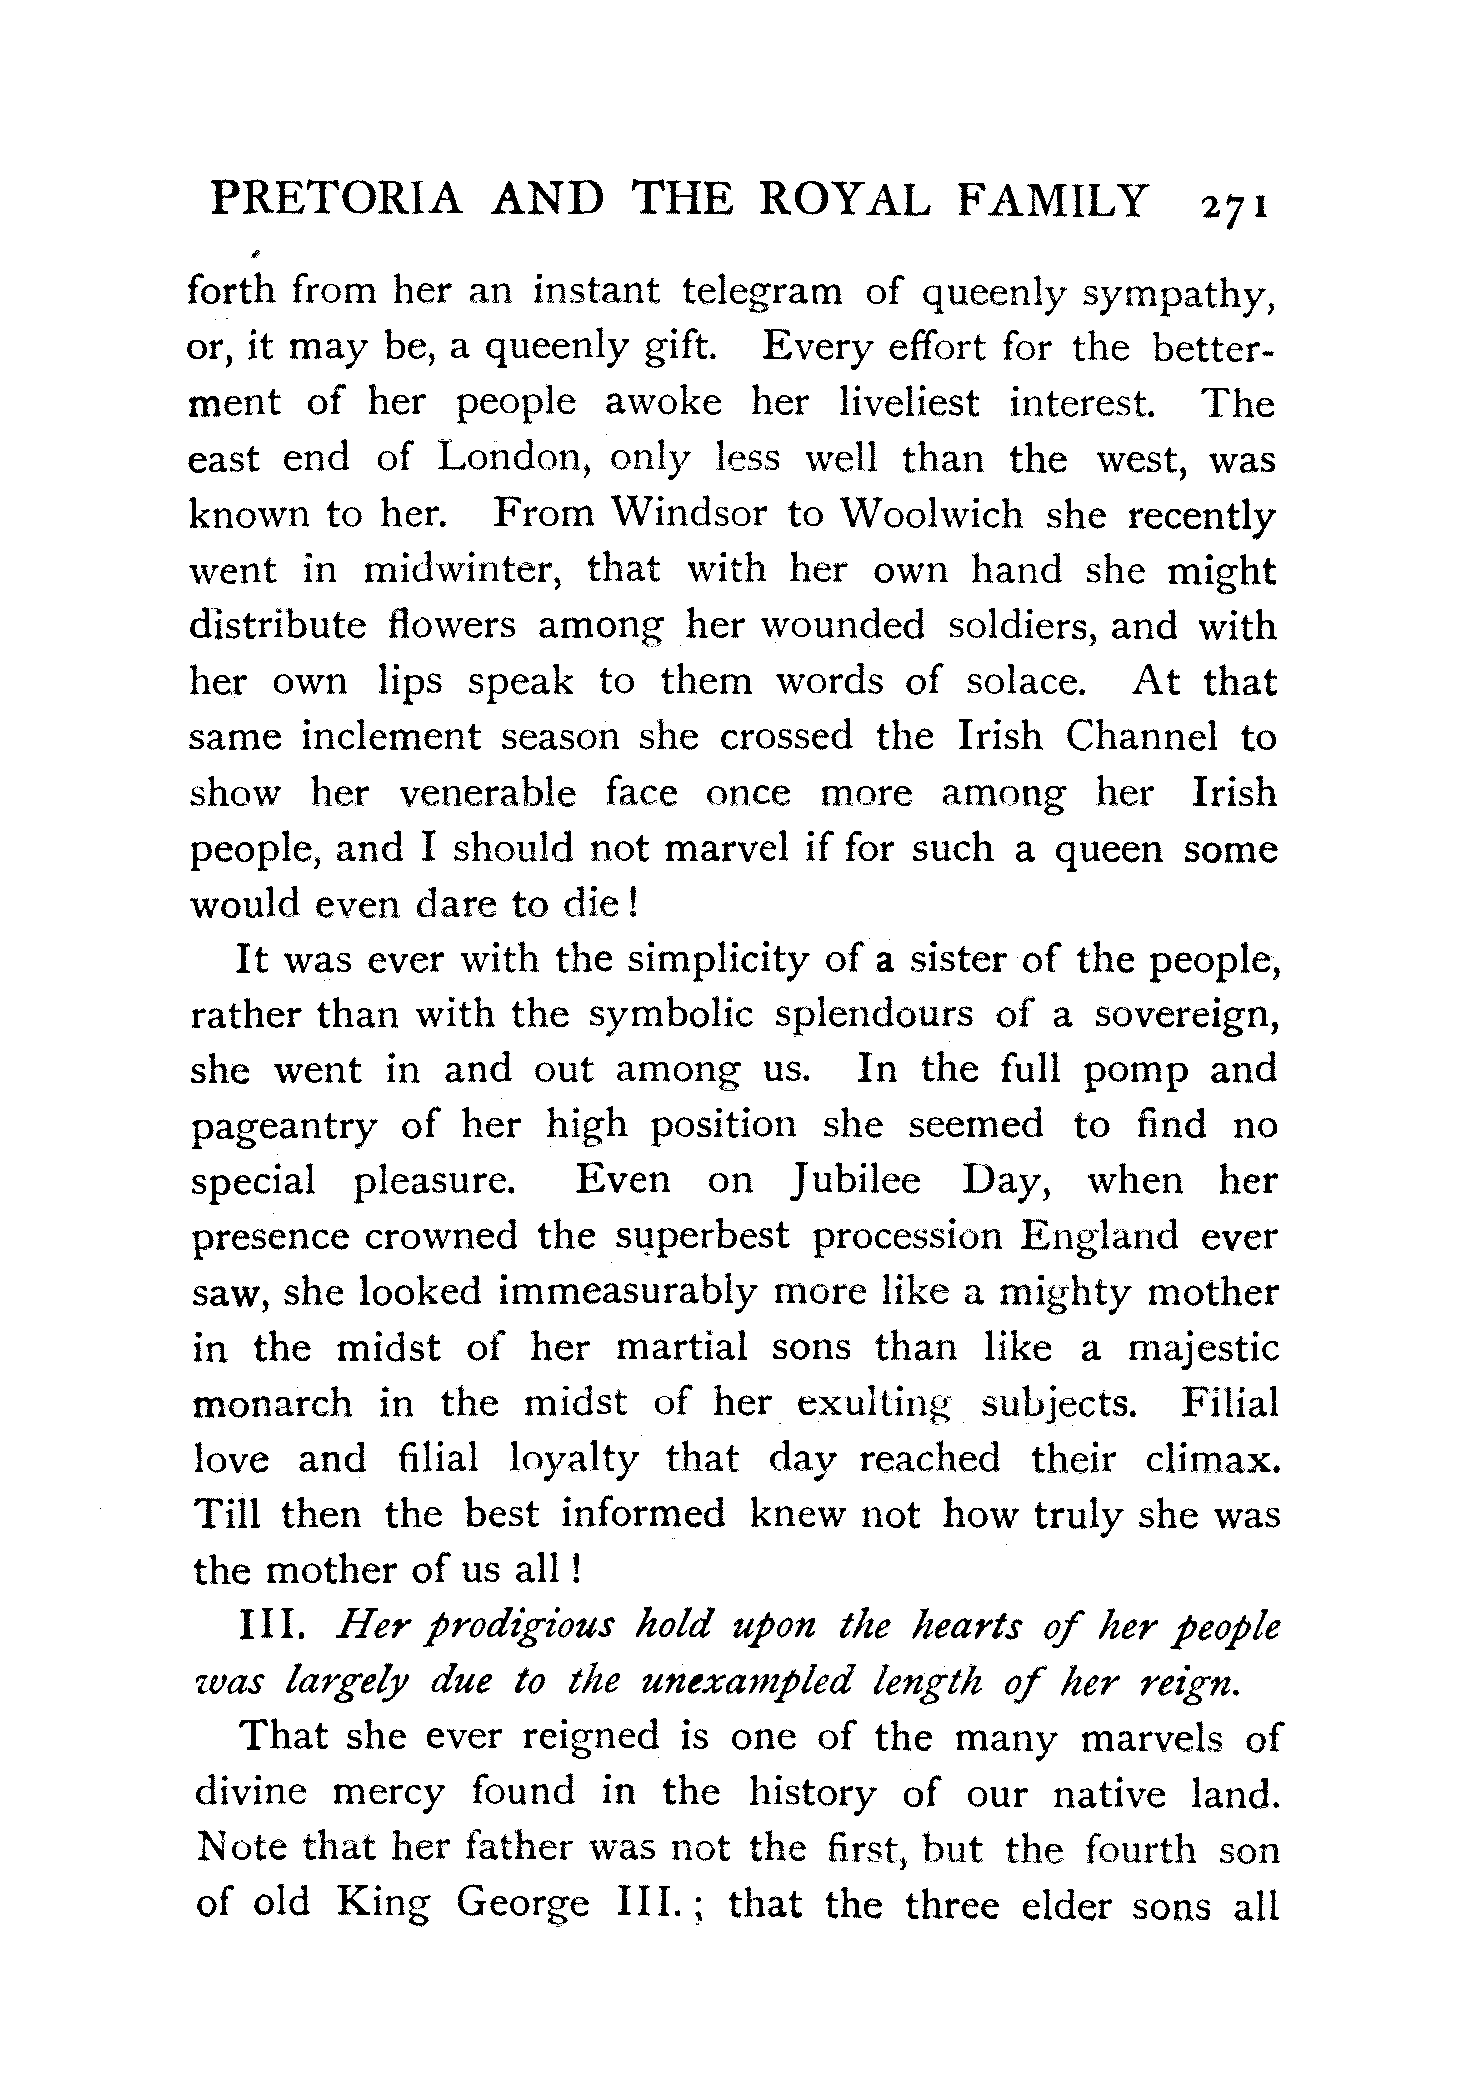 PRETORIA AND THE ROYAL FAMILY 271
forth from her an instant telegram of queenly sympathy,
or, it may be, a queenly gift. Every effort for the better-
ment of her people awoke her liveliest interest. The
east end of London, only less well than the west, was
known to her. From Windsor to Woolwich she recently
went in midwinter, that with her own hand she might
distribute flowers among her wounded soldiers, and with
her own lips speak to them words of solace. At that
same inclement season she crossed the Irish Channel to
show her venerable face once more among her Irish
people, and I should not marvel if for such a queen some
would even dare to die!
It was ever with the simplicity of a sister of the people,
rather than with the symbolic splendours of a sovereign,
she went in and out among us. In the full pomp and
pageantry of her high position she seemed to find no
special pleasure. Even on Jubilee Day, when her
presence crowned the superbest procession England ever
saw, she looked immeasurably more like a mighty mother
in the midst of her martial sons than like a majestic
monarch in the midst of her exulting subjects. Filial
love and filial loyalty that day reached their climax.
Till then the best informed knew not how truly she was
the mother of us all!
III. Her prodigious hold upon the hearts of her people
was largely due to the unexampled length of her reign.
That she ever reigned is one of the many marvels of
divine mercy found in the history of our native land.
Note that her father was not the first, but the fourth son
of old King George III.; that the three elder sons all